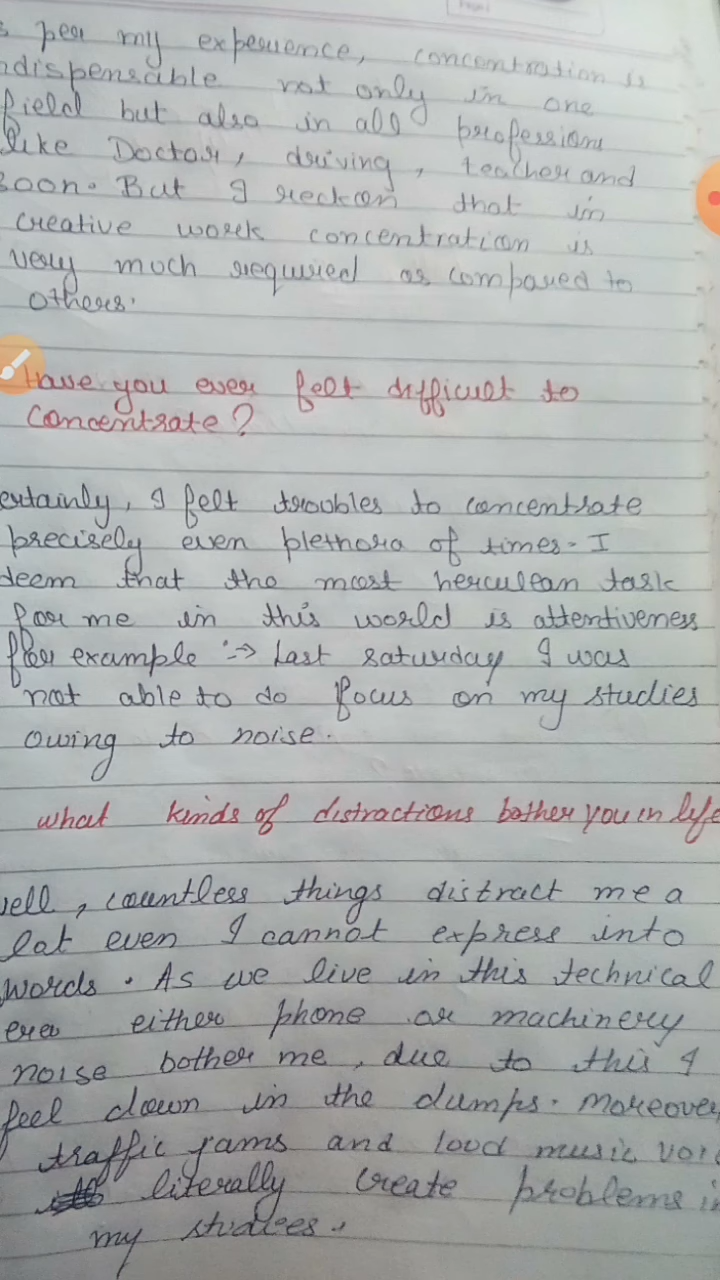 s per my experience, concentration is
ndispensable not only in one
field but also in all professions
like Doctor, driving, teacher and
soon. But I reckon that in
creative work concentration is
very much required as compared to
others.
Have you ever felt difficult to
concentrate?
ertainly, I felt troubles to concentrate
precisely even plethora of times. I
deem that the most herculean task
for me in this world is attentiveness
for example :→ Last saturday I was
not able to do focus on my studies
owing to noise.
what kinds of distractions bother you in life
well, countless things distract me a
lot even I cannot express into
words. As we live in this technical
era either phone or machinery
noise bother me, due to this I
feel down in the dumps. Moreover,
traffic jams and loud music
literally create problems in
my studies.